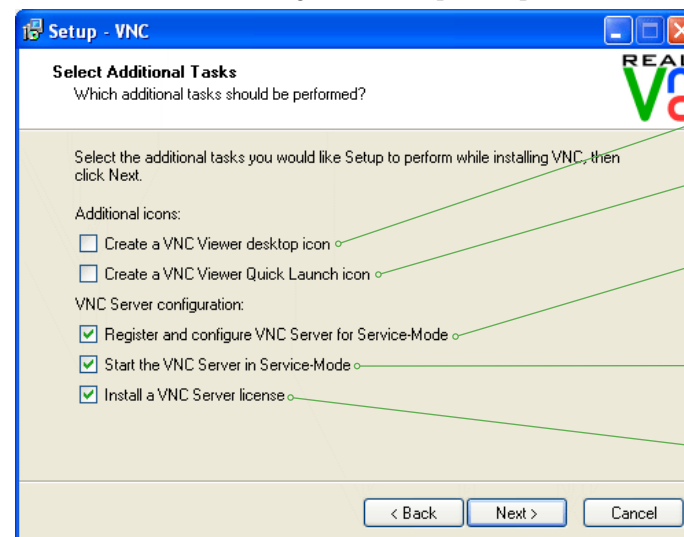 Setup - VNC
Select Additional Tasks
Which additional tasks should be performed?
REAL
VNC
Select the additional tasks you would like Setup to perform while installing VNC, then
click Next.
Additional icons:
Create a VNC Viewer desktop icon
Create a VNC Viewer Quick Launch icon
VNC Server configuration:
Register and configure VNC Server for Service-Mode
Start the VNC Server in Service-Mode
Install a VNC Server license
< Back
Next >
Cancel